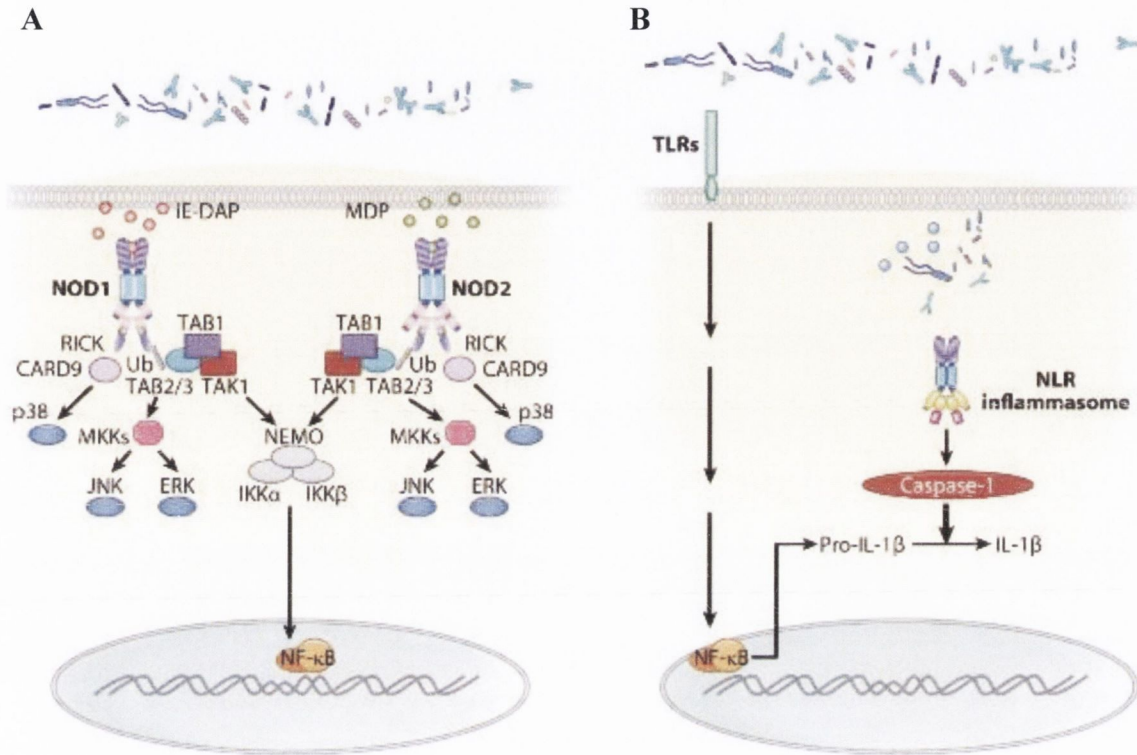 A
IE-DAP
MDP
NOD1
NOD2
TAB1
TAB1
RICK
RICK
CARD9
Ub
Ub
CARD9
TAB2/3
TAK1
TAK1
TAB2/3
p38
p38
MKKs
NEMO
MKKs
JNK
ERK
IKKα
IKKβ
JNK
ERK
NF-κB
B
TLRs
NLR
inflammasome
Caspase-1
Pro-IL-1β
IL-1β
NF-κB